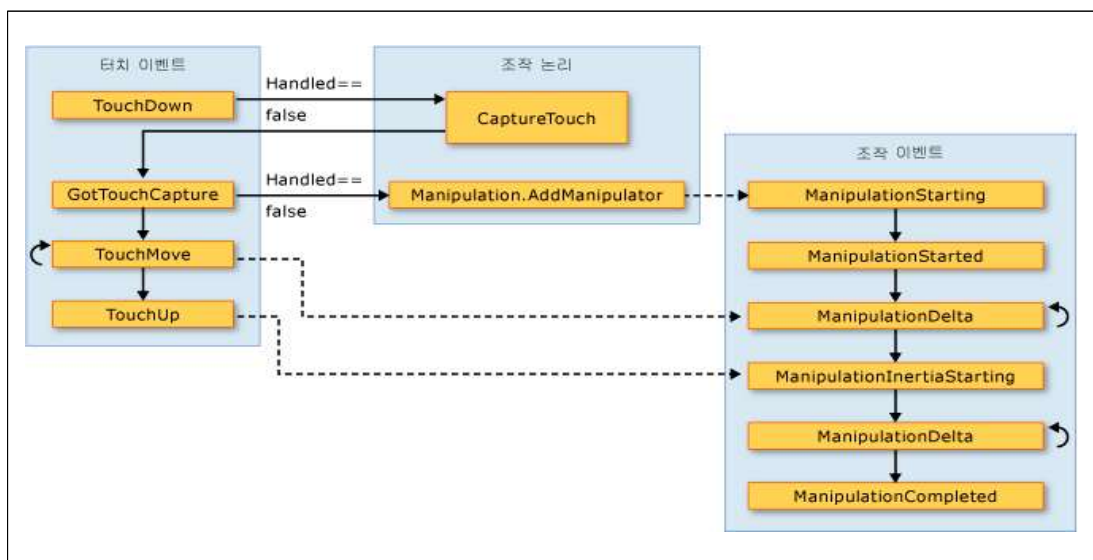 터치 이벤트
TouchDown
GotTouchCapture
TouchMove
TouchUp
Handled==
false
Handled==
false
조작 논리
CaptureTouch
Manipulation.AddManipulator
조작 이벤트
ManipulationStarting
ManipulationStarted
ManipulationDelta
ManipulationInertiaStarting
ManipulationDelta
ManipulationCompleted